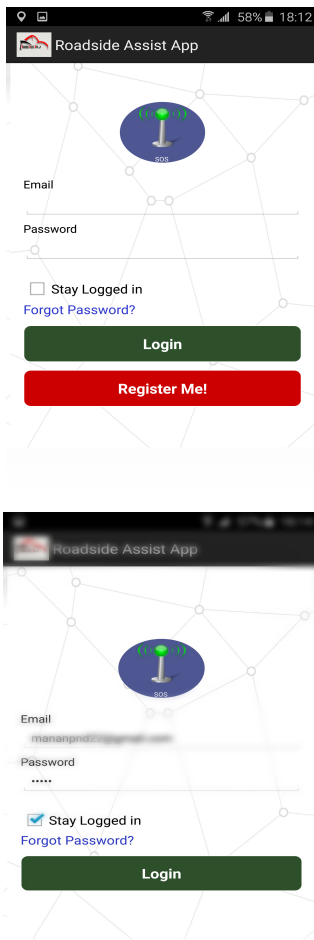 58% 18:12
Roadside Assist App
SOS
Email
Password
Stay Logged in
Forgot Password?
Login
Register Me!
Roadside Assist App
SOS
Email
Password
•••••
Stay Logged in
Forgot Password?
Login